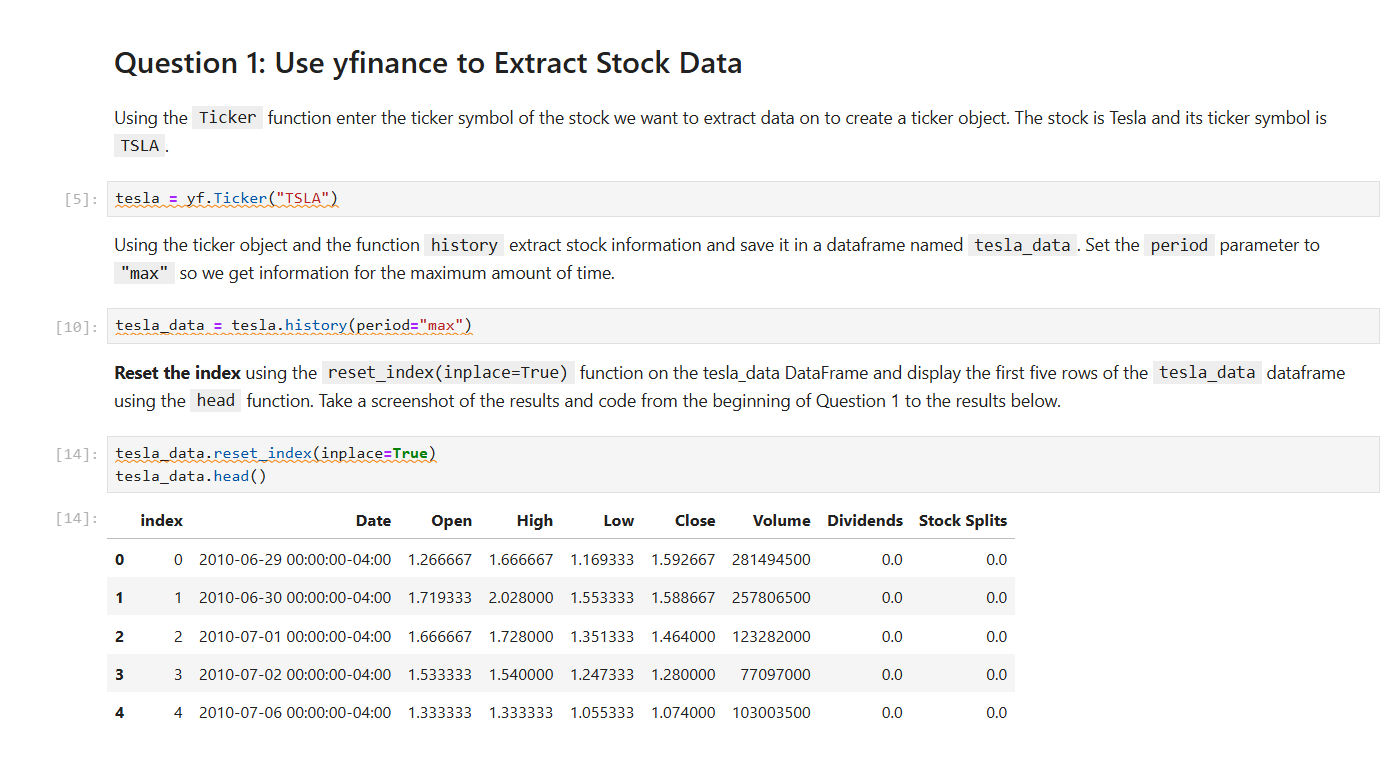 Question 1: Use yfinance to Extract Stock Data
Using the Ticker function enter the ticker symbol of the stock we want to extract data on to create a ticker object. The stock is Tesla and its ticker symbol is
TSLA .
[5]: tesla = yf.Ticker("TSLA")
Using the ticker object and the function history extract stock information and save it in a dataframe named tesla_data . Set the period parameter to
"max" so we get information for the maximum amount of time.
[10]: tesla_data = tesla.history(period="max")
Reset the index using the reset_index(inplace=True) function on the tesla_data DataFrame and display the first five rows of the tesla_data dataframe
using the head function. Take a screenshot of the results and code from the beginning of Question 1 to the results below.
[14]: tesla_data.reset_index(inplace=True)
tesla_data.head()
[14]: index Date Open High Low Close Volume Dividends Stock Splits
0 0 2010-06-29 00:00:00-04:00 1.266667 1.666667 1.169333 1.592667 281494500 0.0 0.0
1 1 2010-06-30 00:00:00-04:00 1.719333 2.028000 1.553333 1.588667 257806500 0.0 0.0
2 2 2010-07-01 00:00:00-04:00 1.666667 1.728000 1.351333 1.464000 123282000 0.0 0.0
3 3 2010-07-02 00:00:00-04:00 1.533333 1.540000 1.247333 1.280000 77097000 0.0 0.0
4 4 2010-07-06 00:00:00-04:00 1.333333 1.333333 1.055333 1.074000 103003500 0.0 0.0